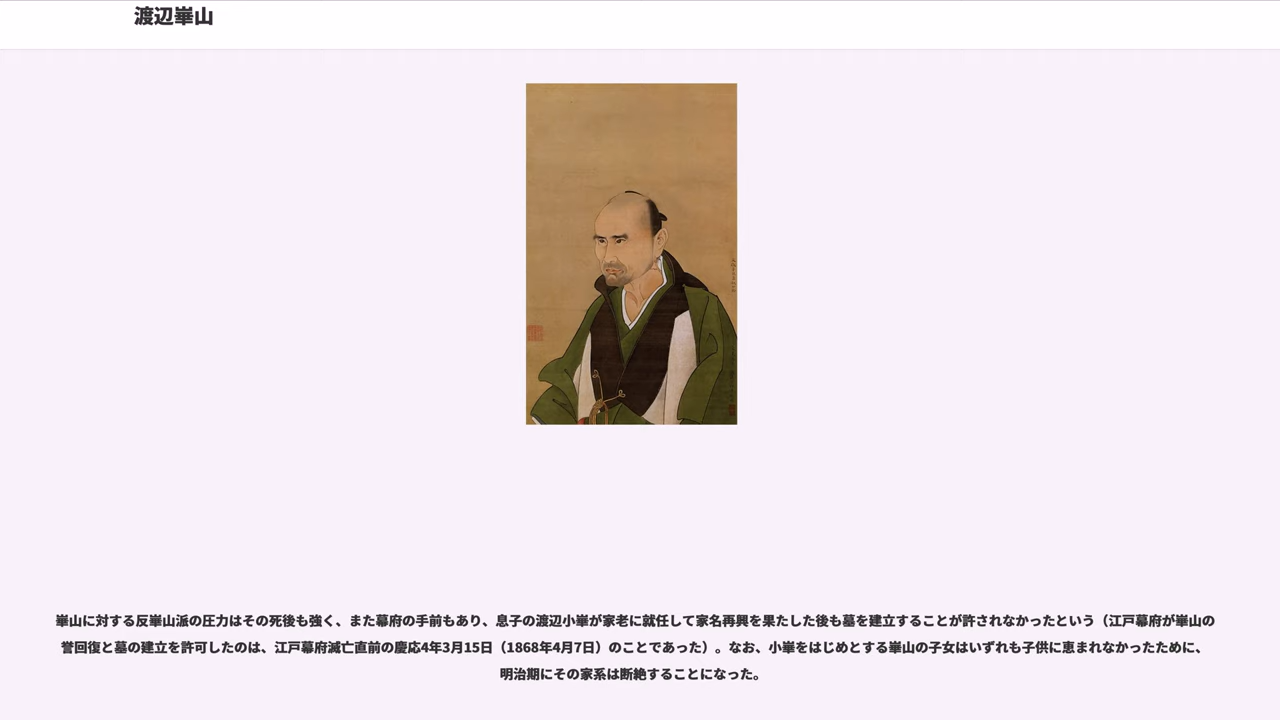 渡辺崋山
崋山に対する反崋山派の圧力はその死後も強く、また幕府の手前もあり、息子の渡辺小崋が家老に就任して家名再興を果たした後も墓を建立することが許されなかったという（江戸幕府が崋山の
誉回復と墓の建立を許可したのは、江戸幕府滅亡直前の慶応4年3月15日（1868年4月7日）のことであった）。なお、小崋をはじめとする崋山の子女はいずれも子供に恵まれなかったために、
明治期にその家系は断絶することになった。